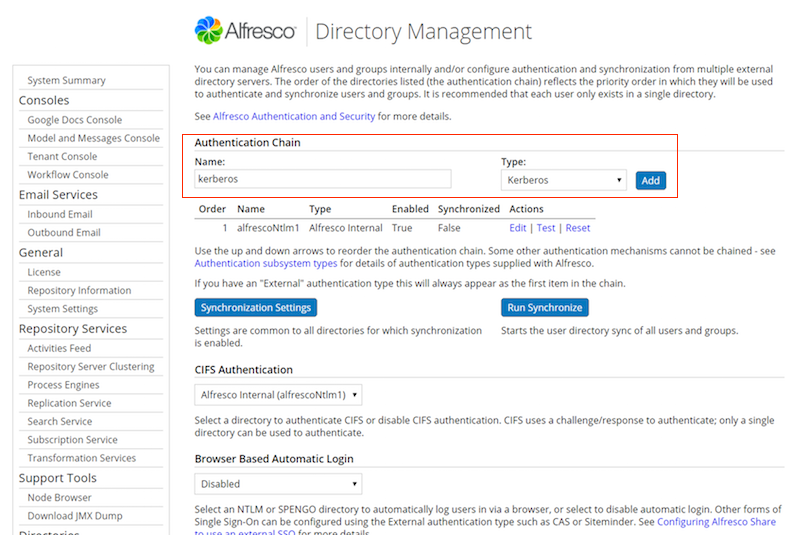 Alfresco Directory Management
System Summary
Consoles
Google Docs Console
Model and Messages Console
Tenant Console
Workflow Console
Email Services
Inbound Email
Outbound Email
General
License
Repository Information
System Settings
Repository Services
Activities Feed
Repository Server Clustering
Process Engines
Replication Service
Search Service
Subscription Service
Transformation Services
Support Tools
Node Browser
Download JMX Dump
Directories
You can manage Alfresco users and groups internally and/or configure authentication and synchronization from multiple external
directory servers. The order of the directories listed (the authentication chain) reflects the priority order in which they will be used
to authenticate and synchronize users and groups. It is recommended that each user only exists in a single directory.
See Alfresco Authentication and Security for more details.
Authentication Chain
Name: Type:
kerberos Kerberos Add
Order Name Type Enabled Synchronized Actions
1 alfrescoNtlm1 Alfresco Internal True False Edit | Test | Reset
Use the up and down arrows to reorder the authentication chain. Some other authentication mechanisms cannot be chained - see
Authentication subsystem types for details of authentication types supplied with Alfresco.
If you have an "External" authentication type this will always appear as the first item in the chain.
Synchronization Settings Run Synchronize
Settings are common to all directories for which synchronization Starts the user directory sync of all users and groups.
is enabled.
CIFS Authentication
Alfresco Internal (alfrescoNtlm1)
Select a directory to authenticate CIFS or disable CIFS authentication. CIFS uses a challenge/response to authenticate; only a single
directory can be used to authenticate.
Browser Based Automatic Login
Disabled
Select an NTLM or SPENGO directory to automatically log users in via a browser, or select to disable automatic login. Other forms of
Single Sign-On can be configured using the External authentication type such as CAS or Siteminder. See Configuring Alfresco Share
to use an external SSO for more details.